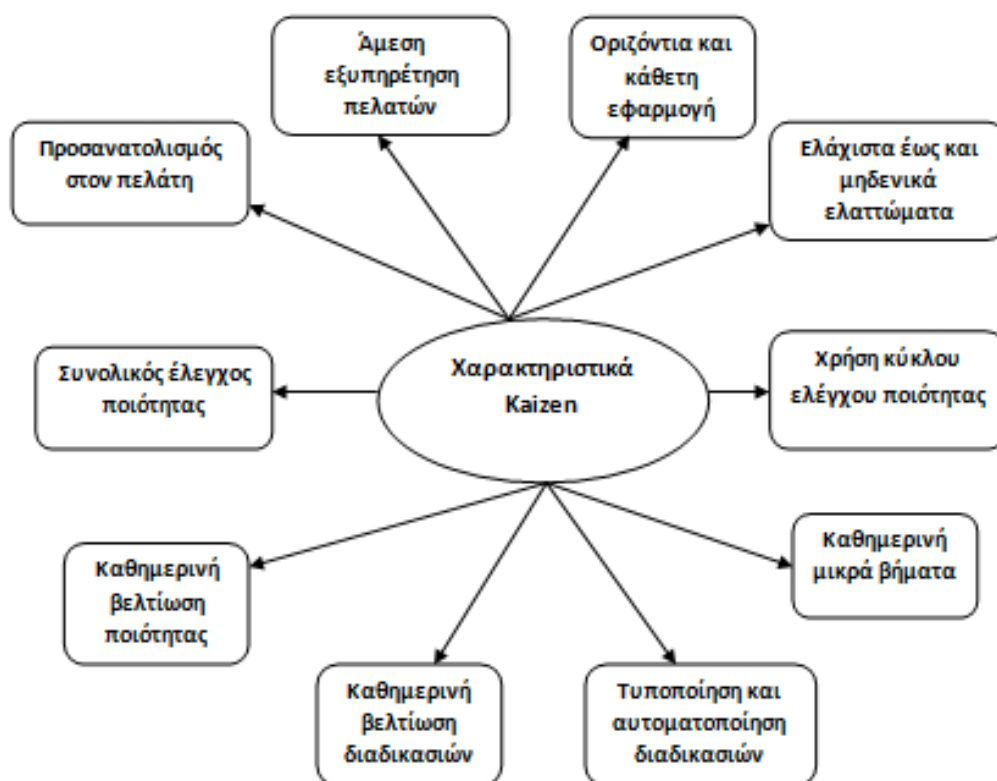 Άμεση
εξυπηρέτηση
πελατών
Οριζόντια και
κάθετη
εφαρμογή
Προσανατολισμός
στον πελάτη
Ελάχιστα έως και
μηδενικά
ελαττώματα
Συνολικός έλεγχος
ποιότητας
Χαρακτηριστικά
Kaizen
Χρήση κύκλου
ελέγχου ποιότητας
Καθημερινή
βελτίωση
ποιότητας
Καθημερινή
μικρά βήματα
Καθημερινή
βελτίωση
διαδικασιών
Τυποποίηση και
αυτοματοποίηση
διαδικασιών